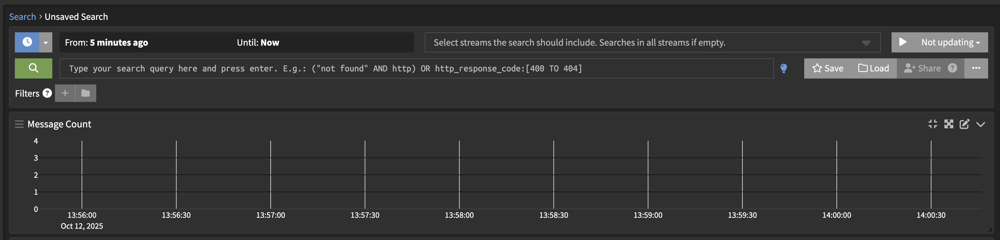 Search > Unsaved Search
From: 5 minutes ago Until: Now Select streams the search should include. Searches in all streams if empty. Not updating
Type your search query here and press enter. E.g.: ("not found" AND http) OR http_response_code:[400 TO 404] Save Load Share ? •••
Filters ? +
Message Count
4
3
2
1
0
13:56:00 13:56:30 13:57:00 13:57:30 13:58:00 13:58:30 13:59:00 13:59:30 14:00:00 14:00:30
Oct 12, 2025